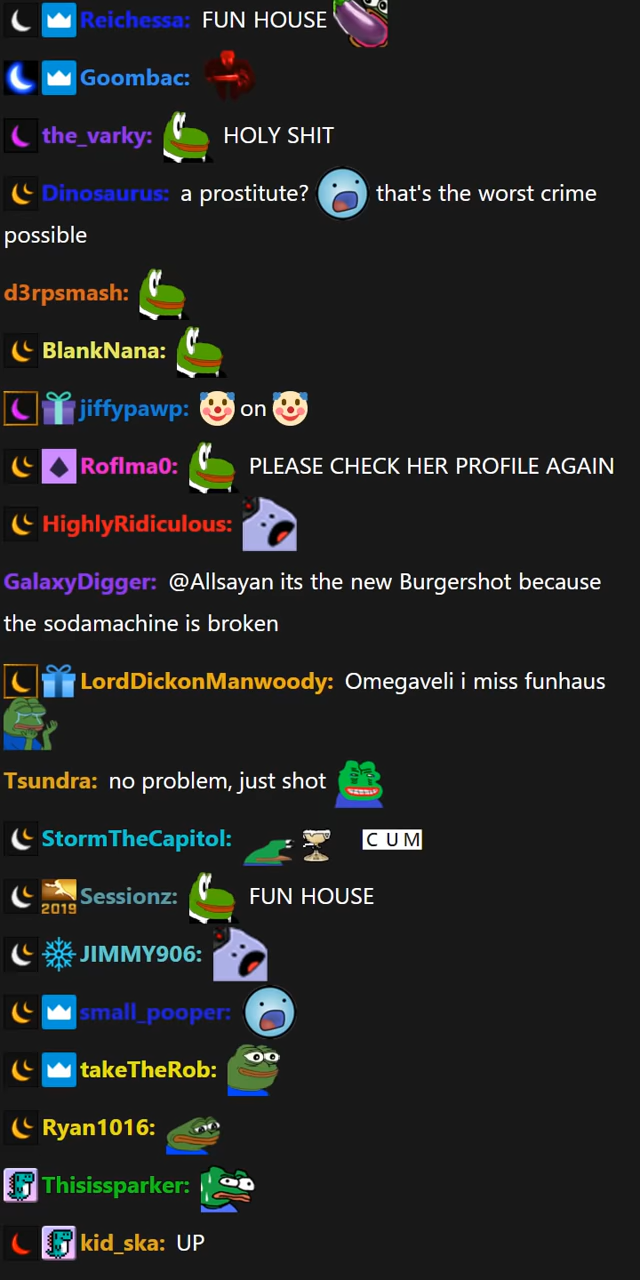 Reichessa: FUN HOUSE
Goombac:
the_varky: HOLY SHIT
Dinosaurus: a prostitute? that's the worst crime
possible
d3rpsmash:
BlankNana:
jiffypawp: on
Roflma0: PLEASE CHECK HER PROFILE AGAIN
HighlyRidiculous:
GalaxyDigger: @Allsayan its the new Burgershot because
the sodamachine is broken
LordDickonManwoody: Omegaveli i miss funhaus
Tsundra: no problem, just shot
StormTheCapitol: CUM
2019 Sessionz: FUN HOUSE
JIMMY906:
small_pooper:
takeTheRob:
Ryan1016:
Thisissparker:
kid_ska: UP